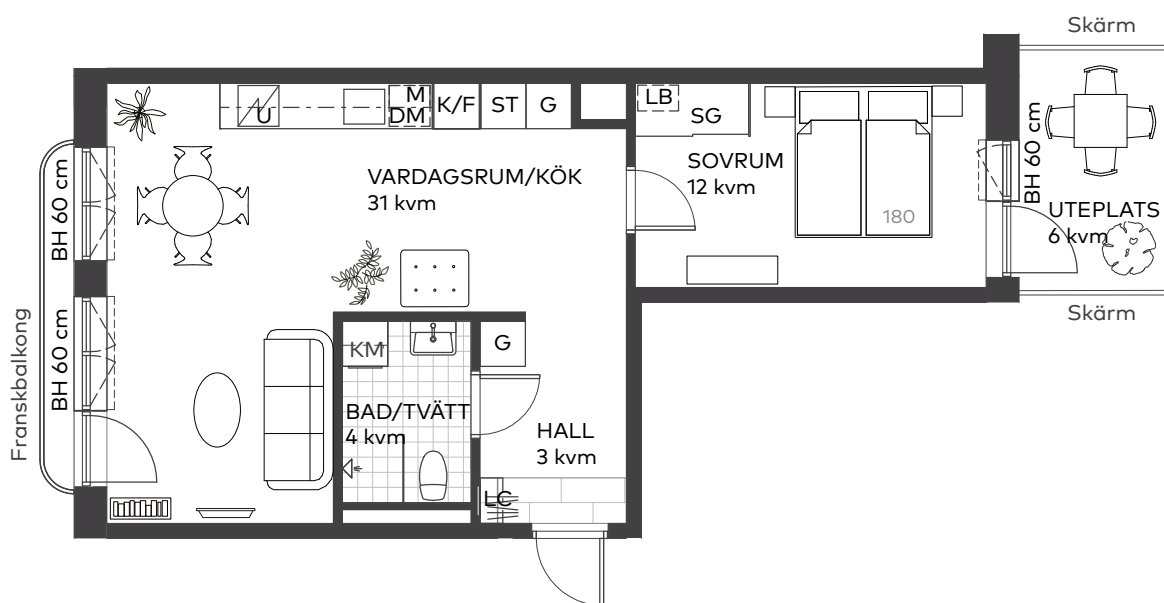 Skärm
M
U
DM
K/F
ST
G
LB
SG
SOVRUM
12 kvm
180
BH 60 cm
UTEPLATS
6 kvm
Skärm
VARDAGSRUM/KÖK
31 kvm
BH 60 cm
BH 60 cm
Franskbalkong
KM
G
BAD/TVÄTT
4 kvm
HALL
3 kvm
LC